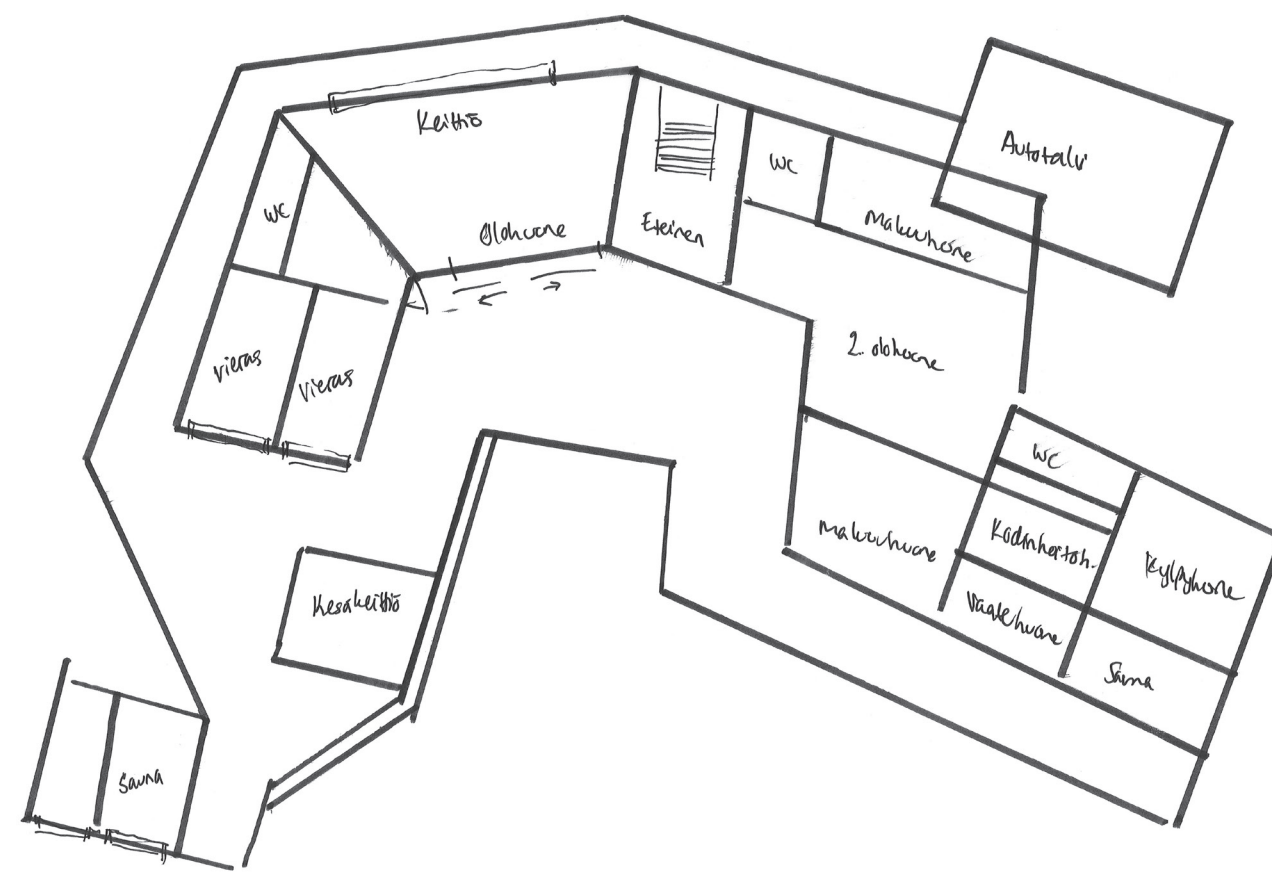 Keittiö
Autotalli
WC
WC
Makuuhuone
Eteinen
Olohuone
2. olohuone
vieras
vieras
WC
Kodinhoitoh.
Kylpyhuone
Makuuhuone
Vaatehuone
Kesäkeittiö
Sauna
Sauna